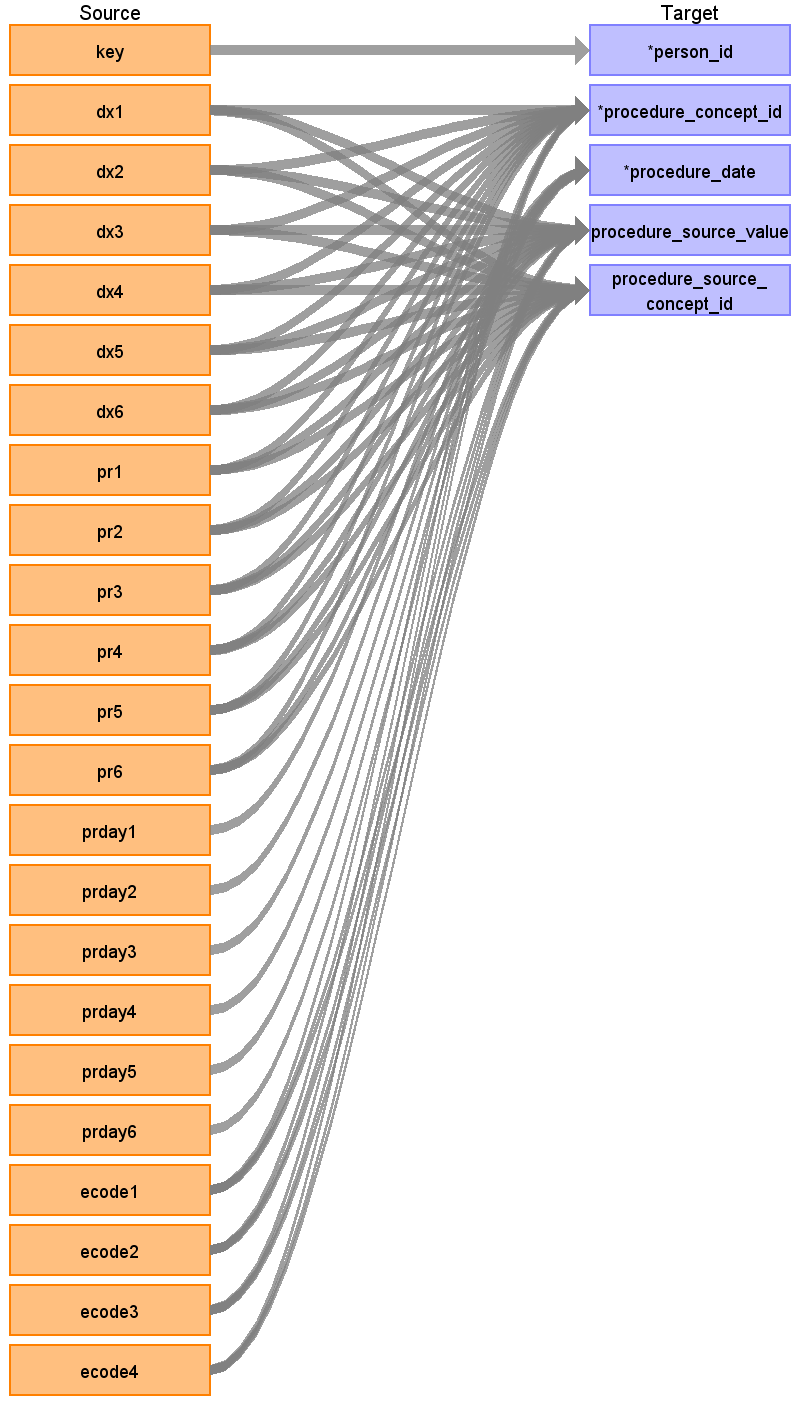 Source
Target
key
*person_id
dx1
*procedure_concept_id
dx2
*procedure_date
dx3
procedure_source_value
dx4
procedure_source_
concept_id
dx5
dx6
pr1
pr2
pr3
pr4
pr5
pr6
prday1
prday2
prday3
prday4
prday5
prday6
ecode1
ecode2
ecode3
ecode4